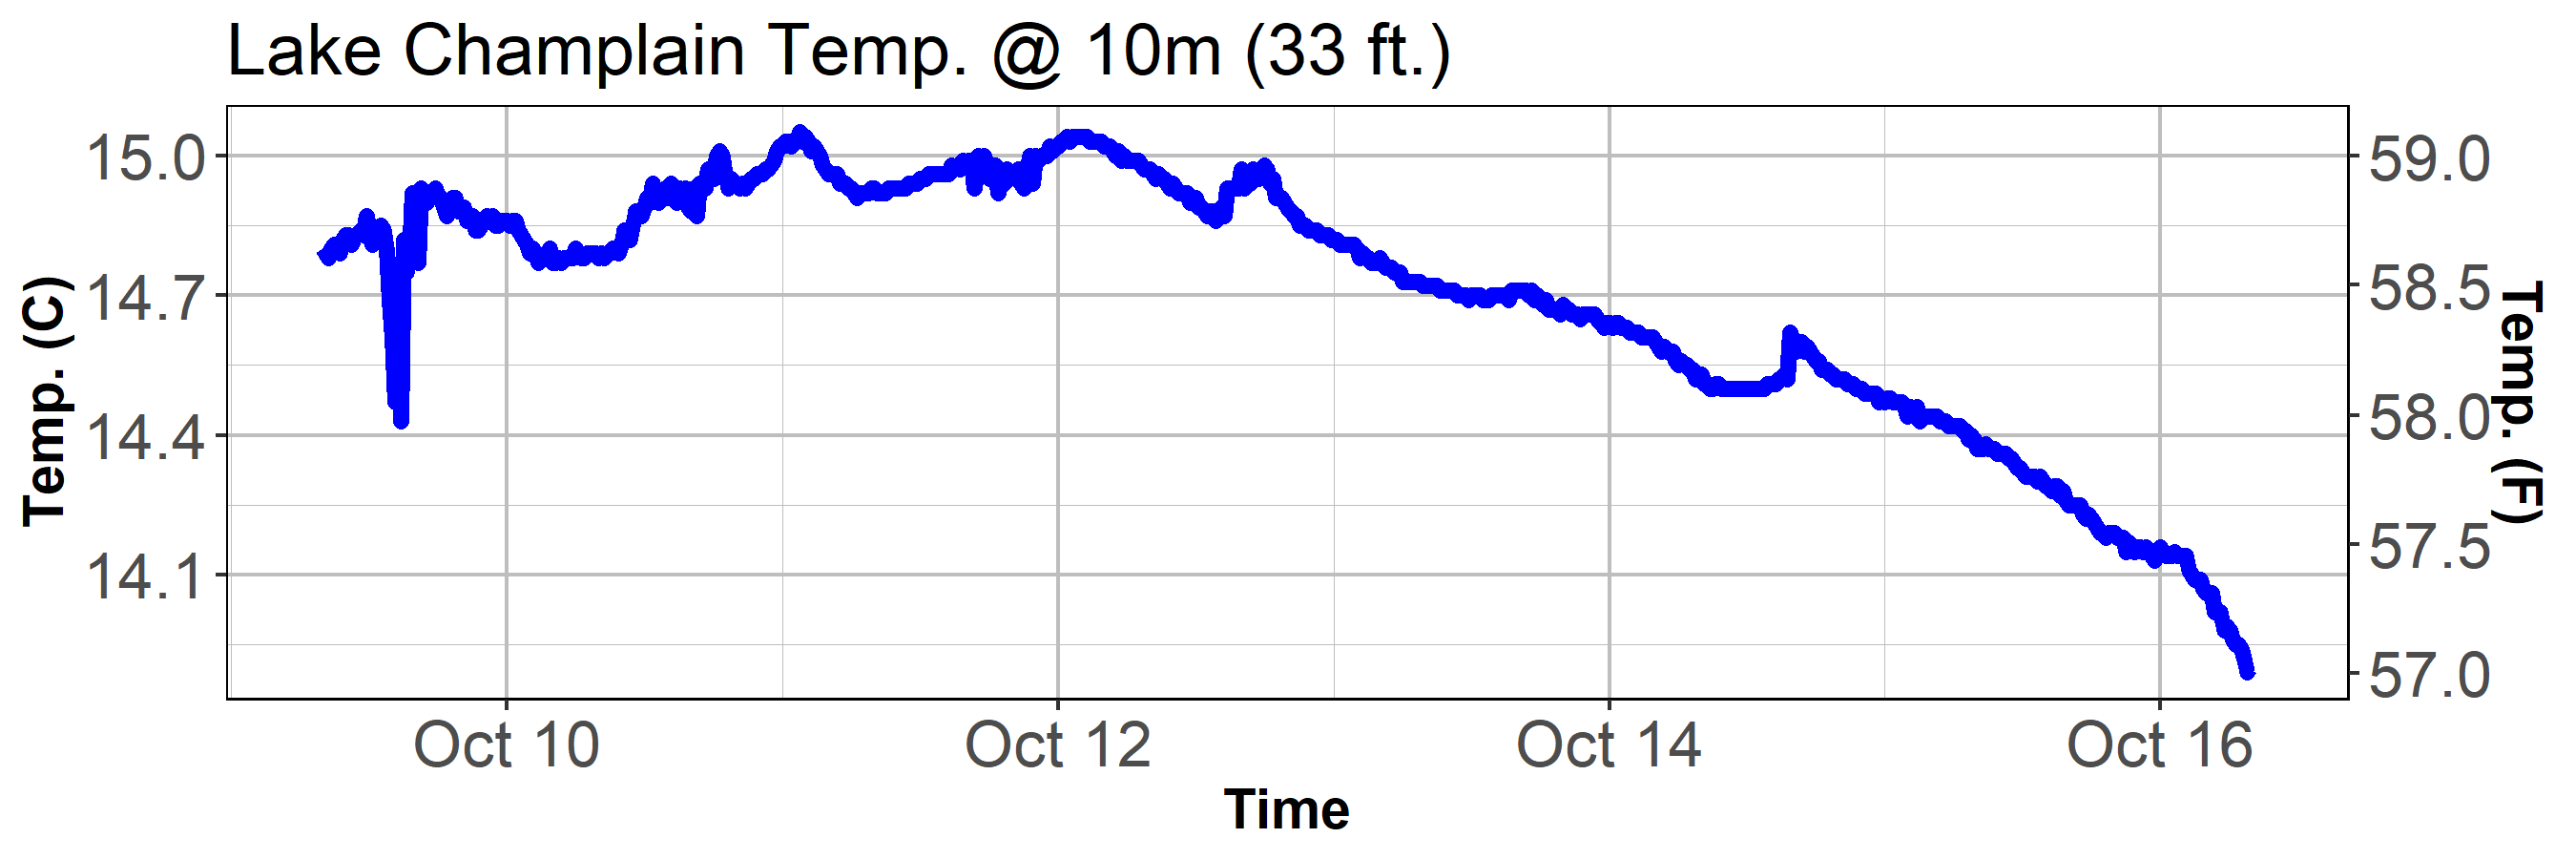 Lake Champlain Temp. @ 10m (33 ft.)
Temp. (C)
15.0
14.7
14.4
14.1
59.0
58.5
58.0
57.5
57.0
Temp. (F)
Oct 10 Oct 12 Oct 14 Oct 16
Time